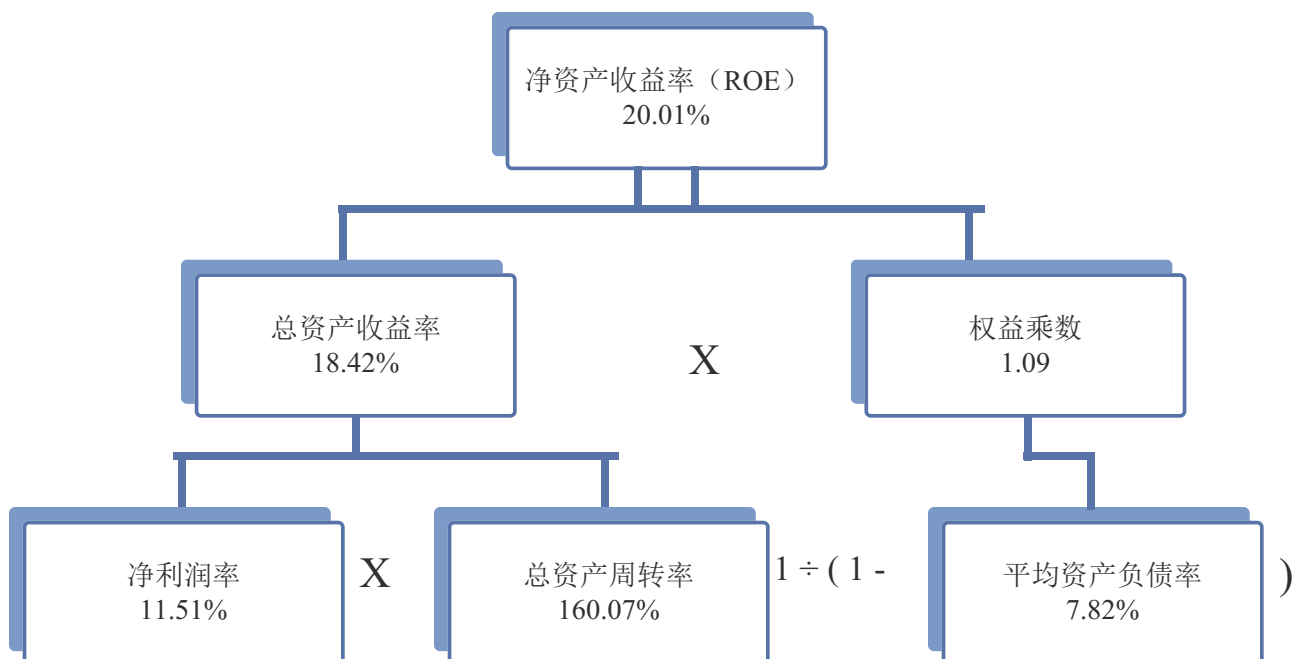 净资产收益率（ROE）
20.01%
总资产收益率
18.42%
X
权益乘数
1.09
净利润率
11.51%
X
总资产周转率
160.07%
1 ÷ ( 1 -
平均资产负债率
7.82%
)